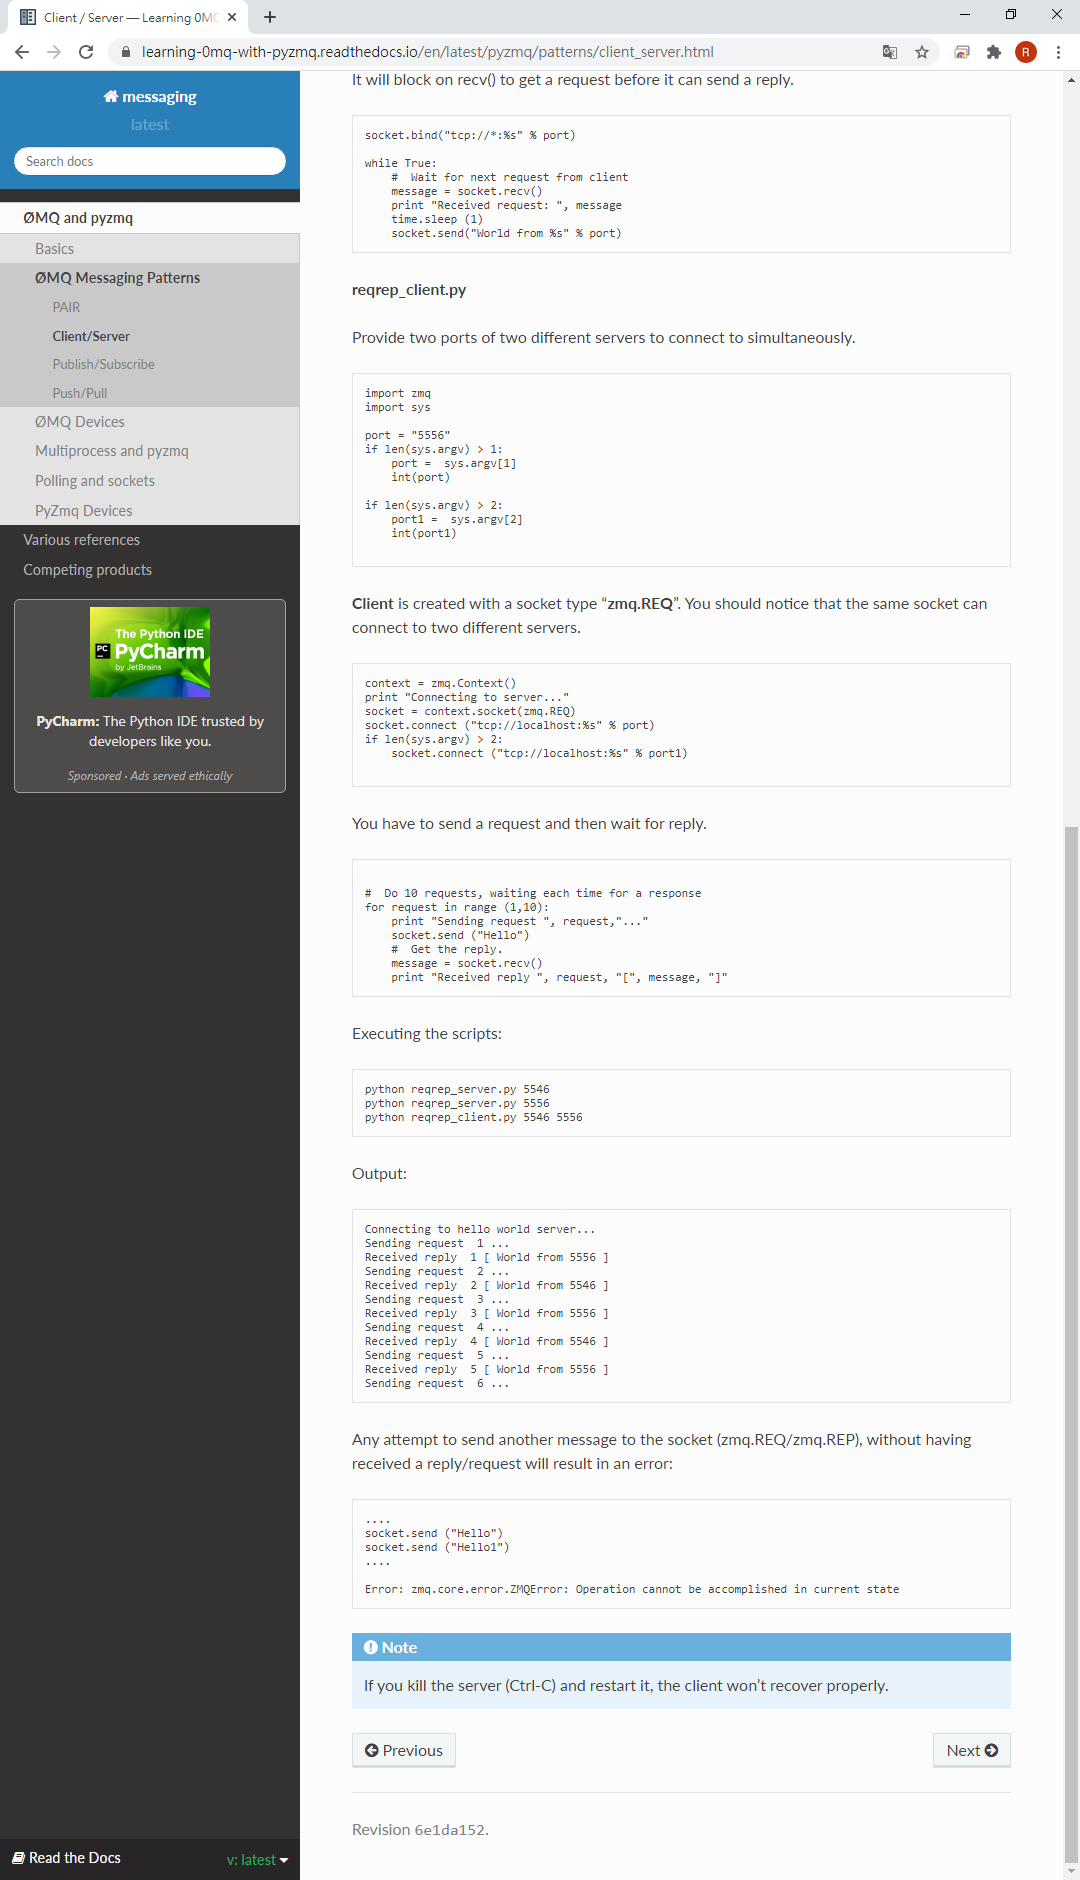 Client / Server — Learning 0MQ
learning-0mq-with-pyzmq.readthedocs.io/en/latest/pyzmq/patterns/client_server.html
R
messaging
latest
Search docs
ØMQ and pyzmq
Basics
ØMQ Messaging Patterns
PAIR
Client/Server
Publish/Subscribe
Push/Pull
ØMQ Devices
Multiprocess and pyzmq
Polling and sockets
PyZmq Devices
Various references
Competing products
The Python IDE
PC
PyCharm
by JetBrains
PyCharm: The Python IDE trusted by
developers like you.
Sponsored · Ads served ethically
Read the Docs
v: latest
It will block on recv() to get a request before it can send a reply.
socket.bind("tcp://*:%s" % port)
while True:
    #  Wait for next request from client
    message = socket.recv()
    print "Received request: ", message
    time.sleep (1)
    socket.send("World from %s" % port)
reqrep_client.py
Provide two ports of two different servers to connect to simultaneously.
import zmq
import sys
port = "5556"
if len(sys.argv) > 1:
    port =  sys.argv[1]
    int(port)
if len(sys.argv) > 2:
    port1 =  sys.argv[2]
    int(port1)
Client is created with a socket type “zmq.REQ”. You should notice that the same socket can
connect to two different servers.
context = zmq.Context()
print "Connecting to server..."
socket = context.socket(zmq.REQ)
socket.connect ("tcp://localhost:%s" % port)
if len(sys.argv) > 2:
    socket.connect ("tcp://localhost:%s" % port1)
You have to send a request and then wait for reply.
#  Do 10 requests, waiting each time for a response
for request in range (1,10):
    print "Sending request ", request,"..."
    socket.send ("Hello")
    #  Get the reply.
    message = socket.recv()
    print "Received reply ", request, "[", message, "]"
Executing the scripts:
python reqrep_server.py 5546
python reqrep_server.py 5556
python reqrep_client.py 5546 5556
Output:
Connecting to hello world server...
Sending request  1 ...
Received reply  1 [ World from 5556 ]
Sending request  2 ...
Received reply  2 [ World from 5546 ]
Sending request  3 ...
Received reply  3 [ World from 5556 ]
Sending request  4 ...
Received reply  4 [ World from 5546 ]
Sending request  5 ...
Received reply  5 [ World from 5556 ]
Sending request  6 ...
Any attempt to send another message to the socket (zmq.REQ/zmq.REP), without having
received a reply/request will result in an error:
....
socket.send ("Hello")
socket.send ("Hello1")
....
Error: zmq.core.error.ZMQError: Operation cannot be accomplished in current state
Note
If you kill the server (Ctrl-C) and restart it, the client won’t recover properly.
Previous
Next
Revision 6e1da152.